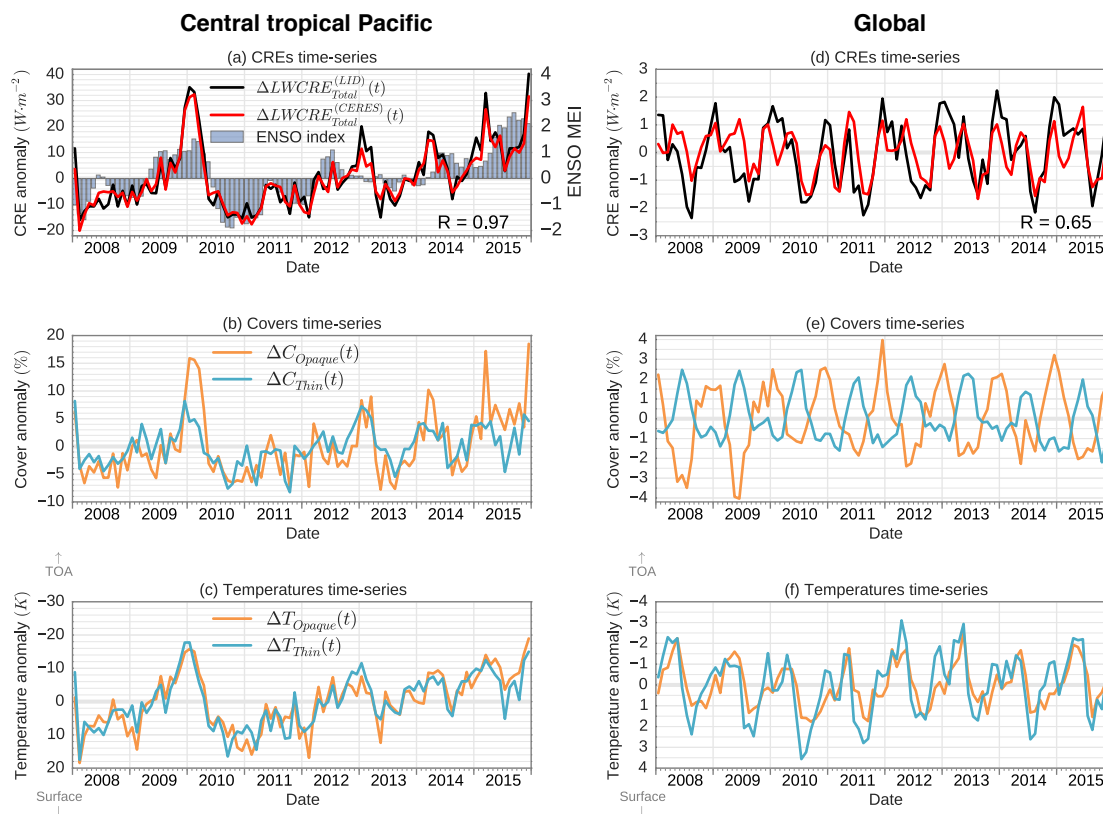 Central tropical Pacific
(a) CREs time-series
CRE anomaly (W·m⁻²)
40
30
20
10
0
−10
−20
ΔLWCRE_Total^(LID)(t)
ΔLWCRE_Total^(CERES)(t)
ENSO index
4
3
2
1
0
−1
−2
ENSO MEI
R = 0.97
2008 2009 2010 2011 2012 2013 2014 2015
Date
(b) Covers time-series
Cover anomaly (%)
20
15
10
5
0
−5
−10
ΔC_Opaque(t)
ΔC_Thin(t)
2008 2009 2010 2011 2012 2013 2014 2015
Date
↑
TOA
(c) Temperatures time-series
Temperature anomaly (K)
-30
-20
-10
0
10
20
ΔT_Opaque(t)
ΔT_Thin(t)
2008 2009 2010 2011 2012 2013 2014 2015
Date
Surface
Global
(d) CREs time-series
CRE anomaly (W·m⁻²)
3
2
1
0
−1
−2
−3
R = 0.65
2008 2009 2010 2011 2012 2013 2014 2015
Date
(e) Covers time-series
Cover anomaly (%)
4
3
2
1
0
−1
−2
−3
−4
2008 2009 2010 2011 2012 2013 2014 2015
Date
↑
TOA
(f) Temperatures time-series
Temperature anomaly (K)
-4
-3
-2
-1
0
1
2
3
4
2008 2009 2010 2011 2012 2013 2014 2015
Date
Surface